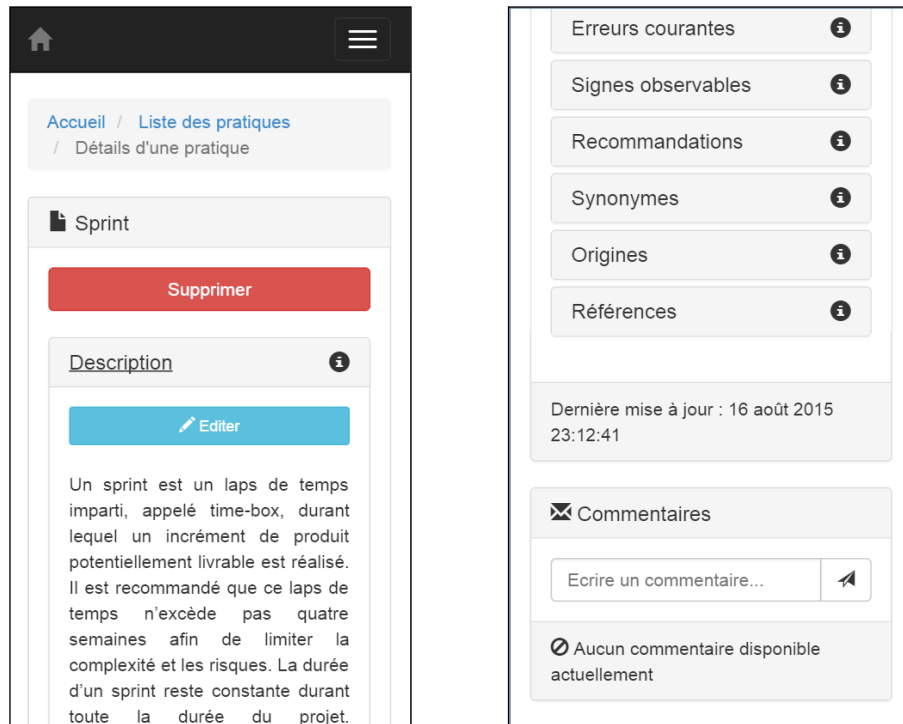 Accueil / Liste des pratiques
/ Détails d'une pratique
Sprint
Supprimer
Description
Editer
Un sprint est un laps de temps
imparti, appelé time-box, durant
lequel un incrément de produit
potentiellement livrable est réalisé.
Il est recommandé que ce laps de
temps n’excède pas quatre
semaines afin de limiter la
complexité et les risques. La durée
d’un sprint reste constante durant
toute la durée du projet.
Erreurs courantes
Signes observables
Recommandations
Synonymes
Origines
Références
Dernière mise à jour : 16 août 2015
23:12:41
Commentaires
Ecrire un commentaire...
Aucun commentaire disponible
actuellement